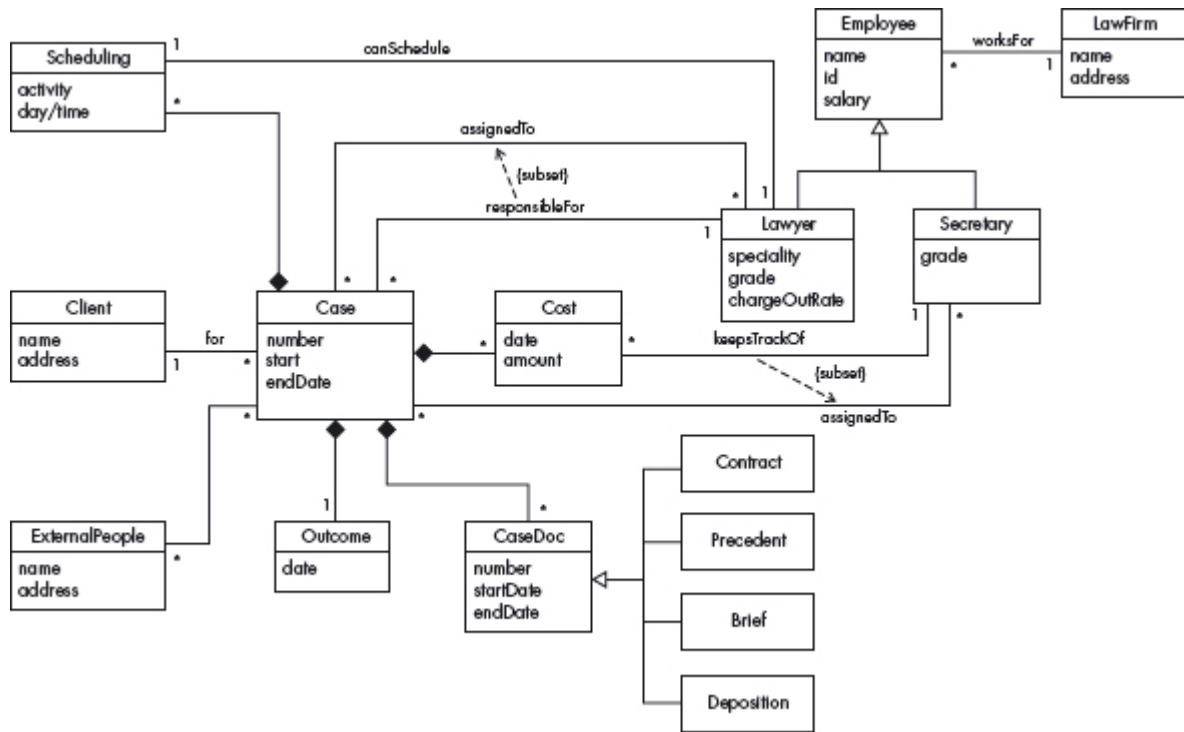 Employee
name
id
salary
worksFor
*
1
LawFirm
name
address
Scheduling
activity
day/time
1
*
canSchedule
assignedTo
{subset}
responsibleFor
*
1
1
Lawyer
speciality
grade
chargeOutRate
Secretary
grade
1
*
*
*
Client
name
address
1
for
*
Case
number
start
endDate
*
*
Cost
date
amount
*
*
keepsTrackOf
{subset}
assignedTo
ExternalPeople
name
address
*
1
Outcome
date
*
CaseDoc
number
startDate
endDate
Contract
Precedent
Brief
Deposition